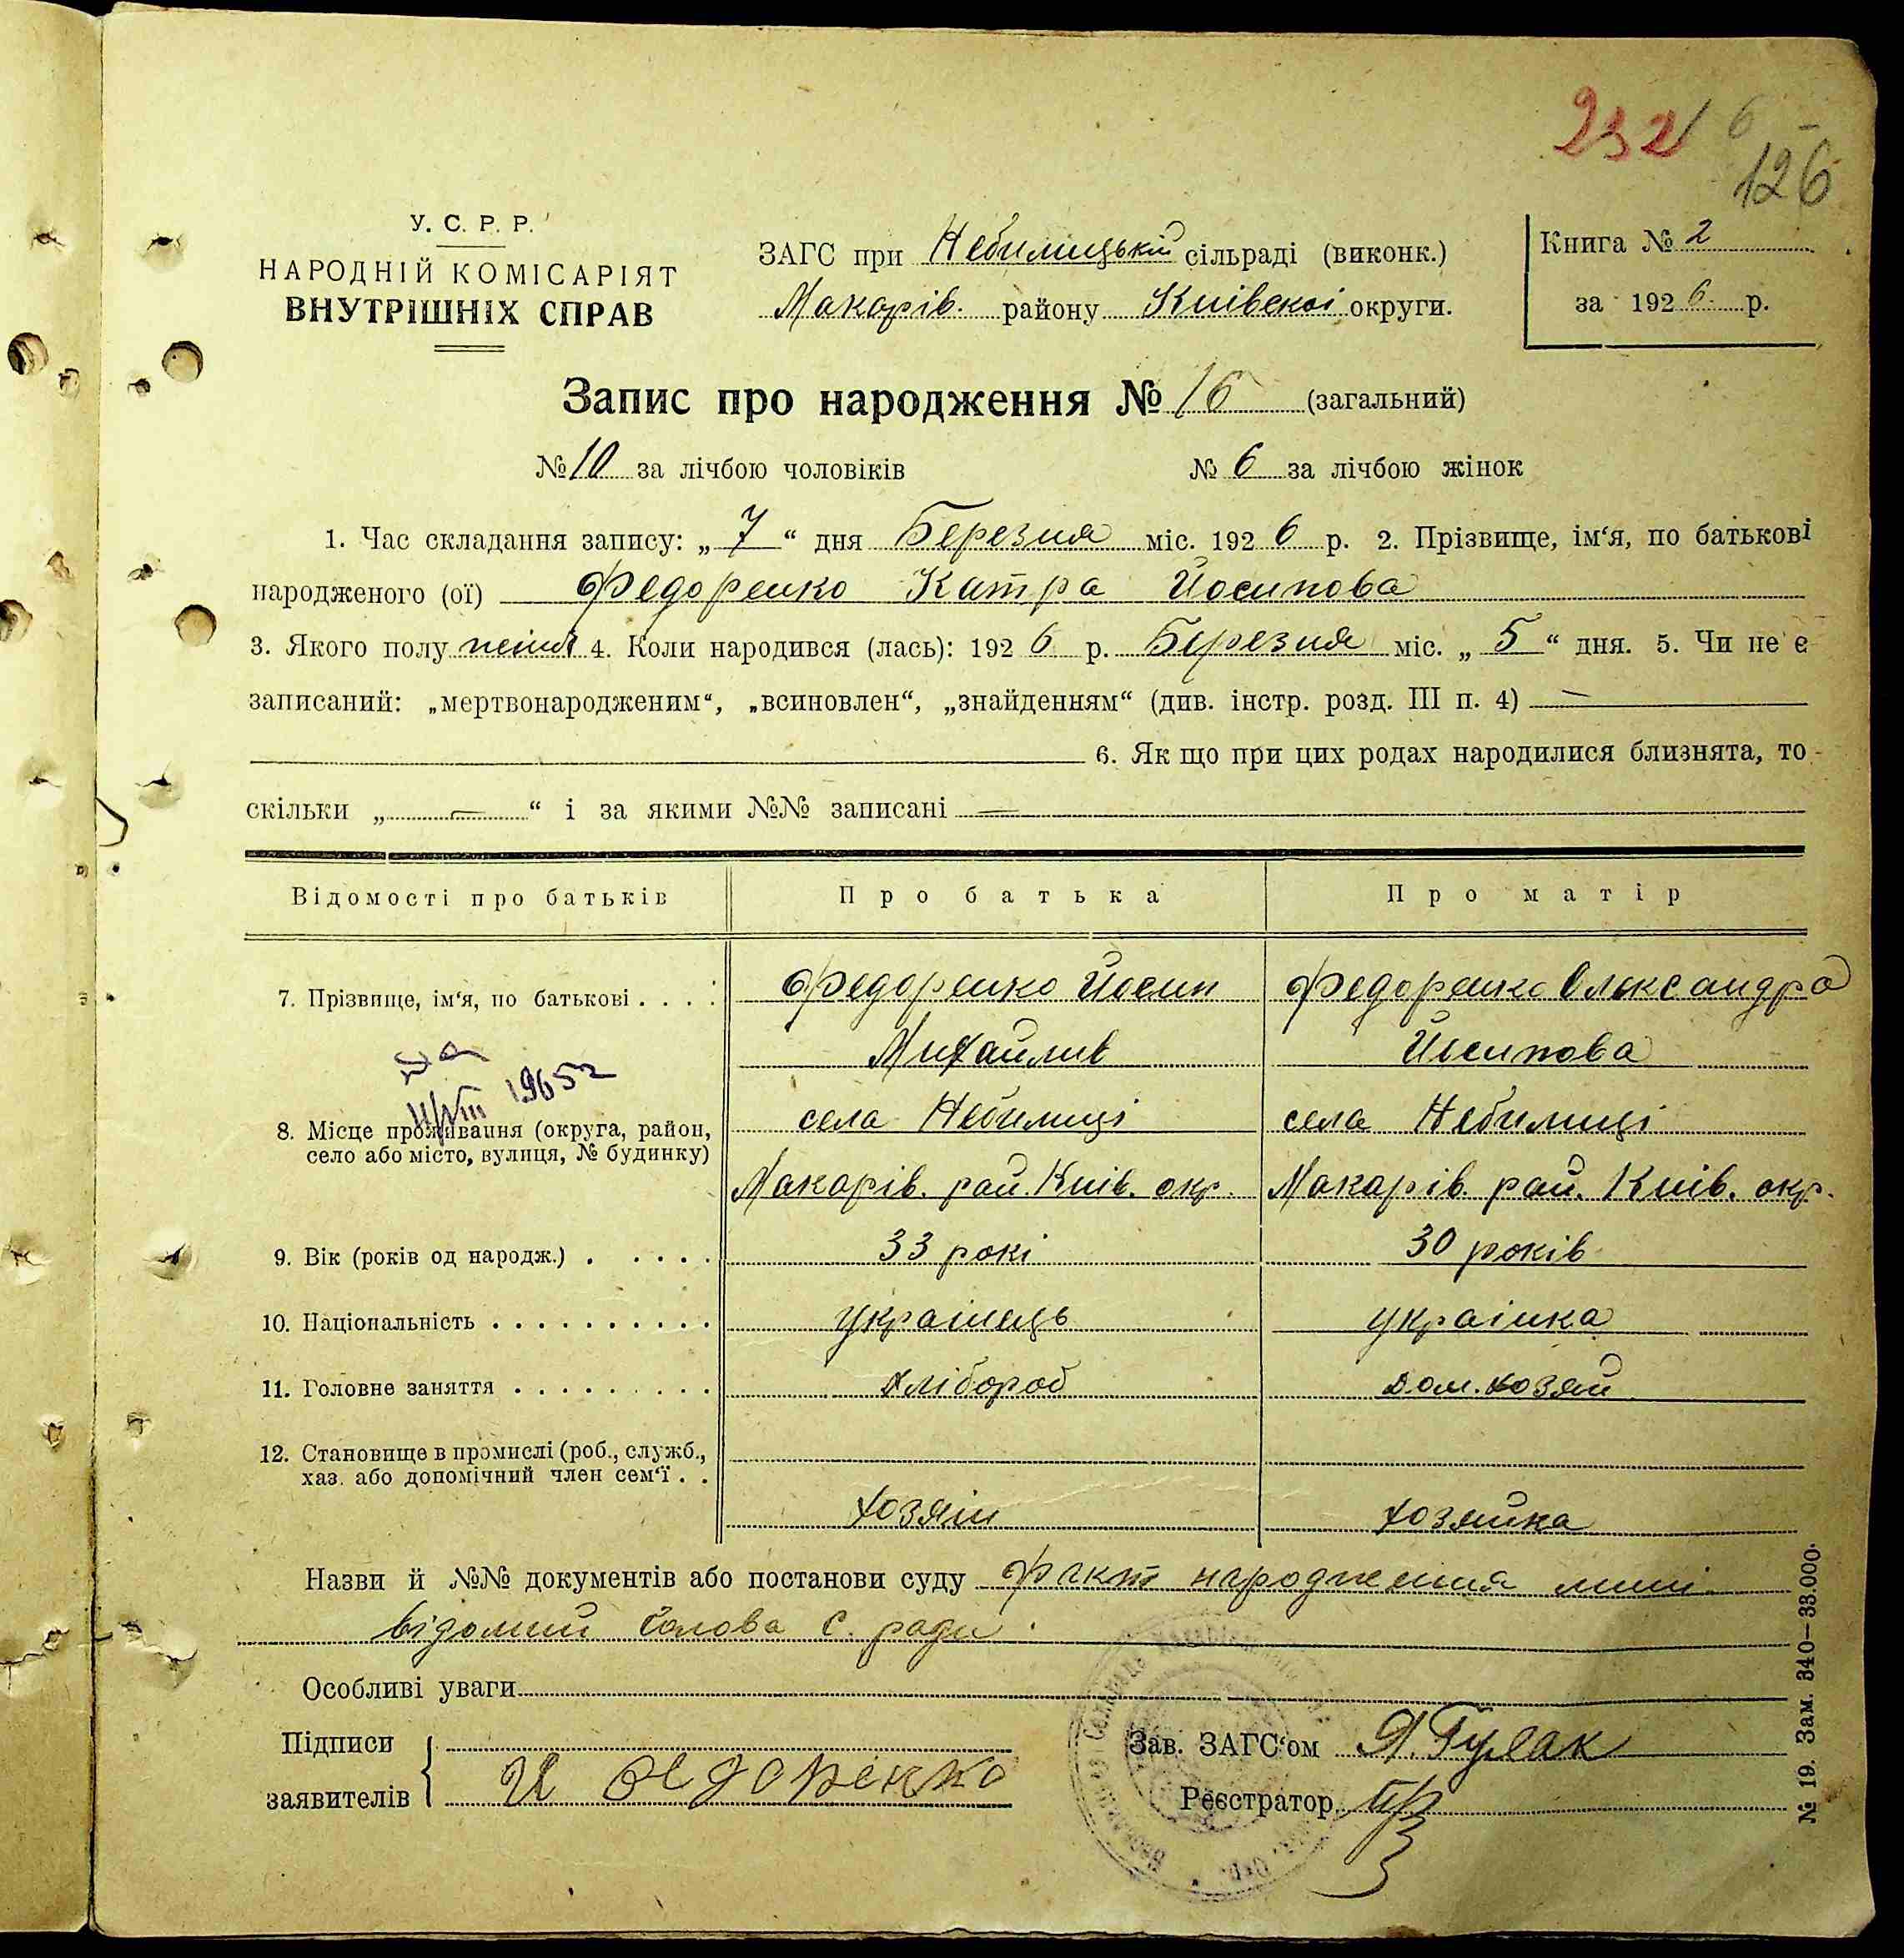 232 6
126
У. С. Р. Р.
НАРОДНІЙ КОМІСАРІЯТ
ВНУТРІШНІХ СПРАВ
ЗАГС при Небилицькій сільраді (виконк.)
Макарів. району Київскої округи.
Книга № 2
за 1926. р.
Запис про народження № 16 (загальний)
№ 10 за лічбою чоловіків № 6 за лічбою жінок
1. Час складання запису: „ 7 “ дня Березня міс. 1926 р. 2. Прізвище, ім‘я, по батькові
народженого (ої) Федоренко Катра Йосипова
3. Якого полу 4. Коли народився (лась): 1926 р. Березня міс. „ 5 “ дня. 5. Чи не є
записаний: „мертвонародженим“, „всиновлен“, „знайденням“ (див. інстр. розд. III п. 4) —
6. Як що при цих родах народилися близнята, то
скільки „ — “ і за якими №№ записані —
Відомості про батьків Про батька Про матір
7. Прізвище, ім‘я, по батькові . . . . Федоренко Йосип Федоренко Олександра
Михайлив Йосипова
1965
8. Місце проживання (округа, район, села Небилиці села Небилиці
село або місто, вулиця, № будинку)
Макарів. рай. Київ. окр. Макарів. рай. Київ. окр.
9. Вік (років од народж.) . . . . . 33 рокі 30 років
10. Національність . . . . . . . . . . українець українка
11. Головне заняття . . . . . . . . . хлібороб дом. хозяй
12. Становище в промислі (роб., служб.,
хаз. або допомічний член сем‘ї . .
хозяїн хозяйка
Назви й №№ документів або постанови суду Факт народження мині
відомий Голова С. ради.
Особливі уваги
Підписи
заявителів
И Федоренко
Зав. ЗАГС‘ом Я. Гулак
Реєстратор
№ 19. Зам. 340—33.000.